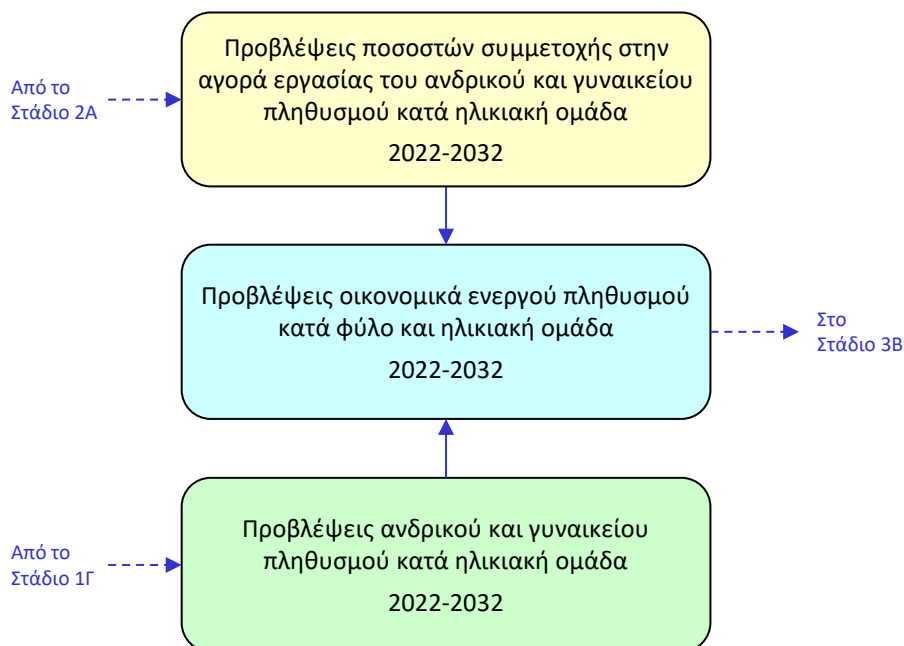 Προβλέψεις ποσοστών συμμετοχής στην
αγορά εργασίας του ανδρικού και γυναικείου
πληθυσμού κατά ηλικιακή ομάδα
2022-2032
Από το
Στάδιο 2Α
Προβλέψεις οικονομικά ενεργού πληθυσμού
κατά φύλο και ηλικιακή ομάδα
2022-2032
Στο
Στάδιο 3Β
Προβλέψεις ανδρικού και γυναικείου
πληθυσμού κατά ηλικιακή ομάδα
2022-2032
Από το
Στάδιο 1Γ